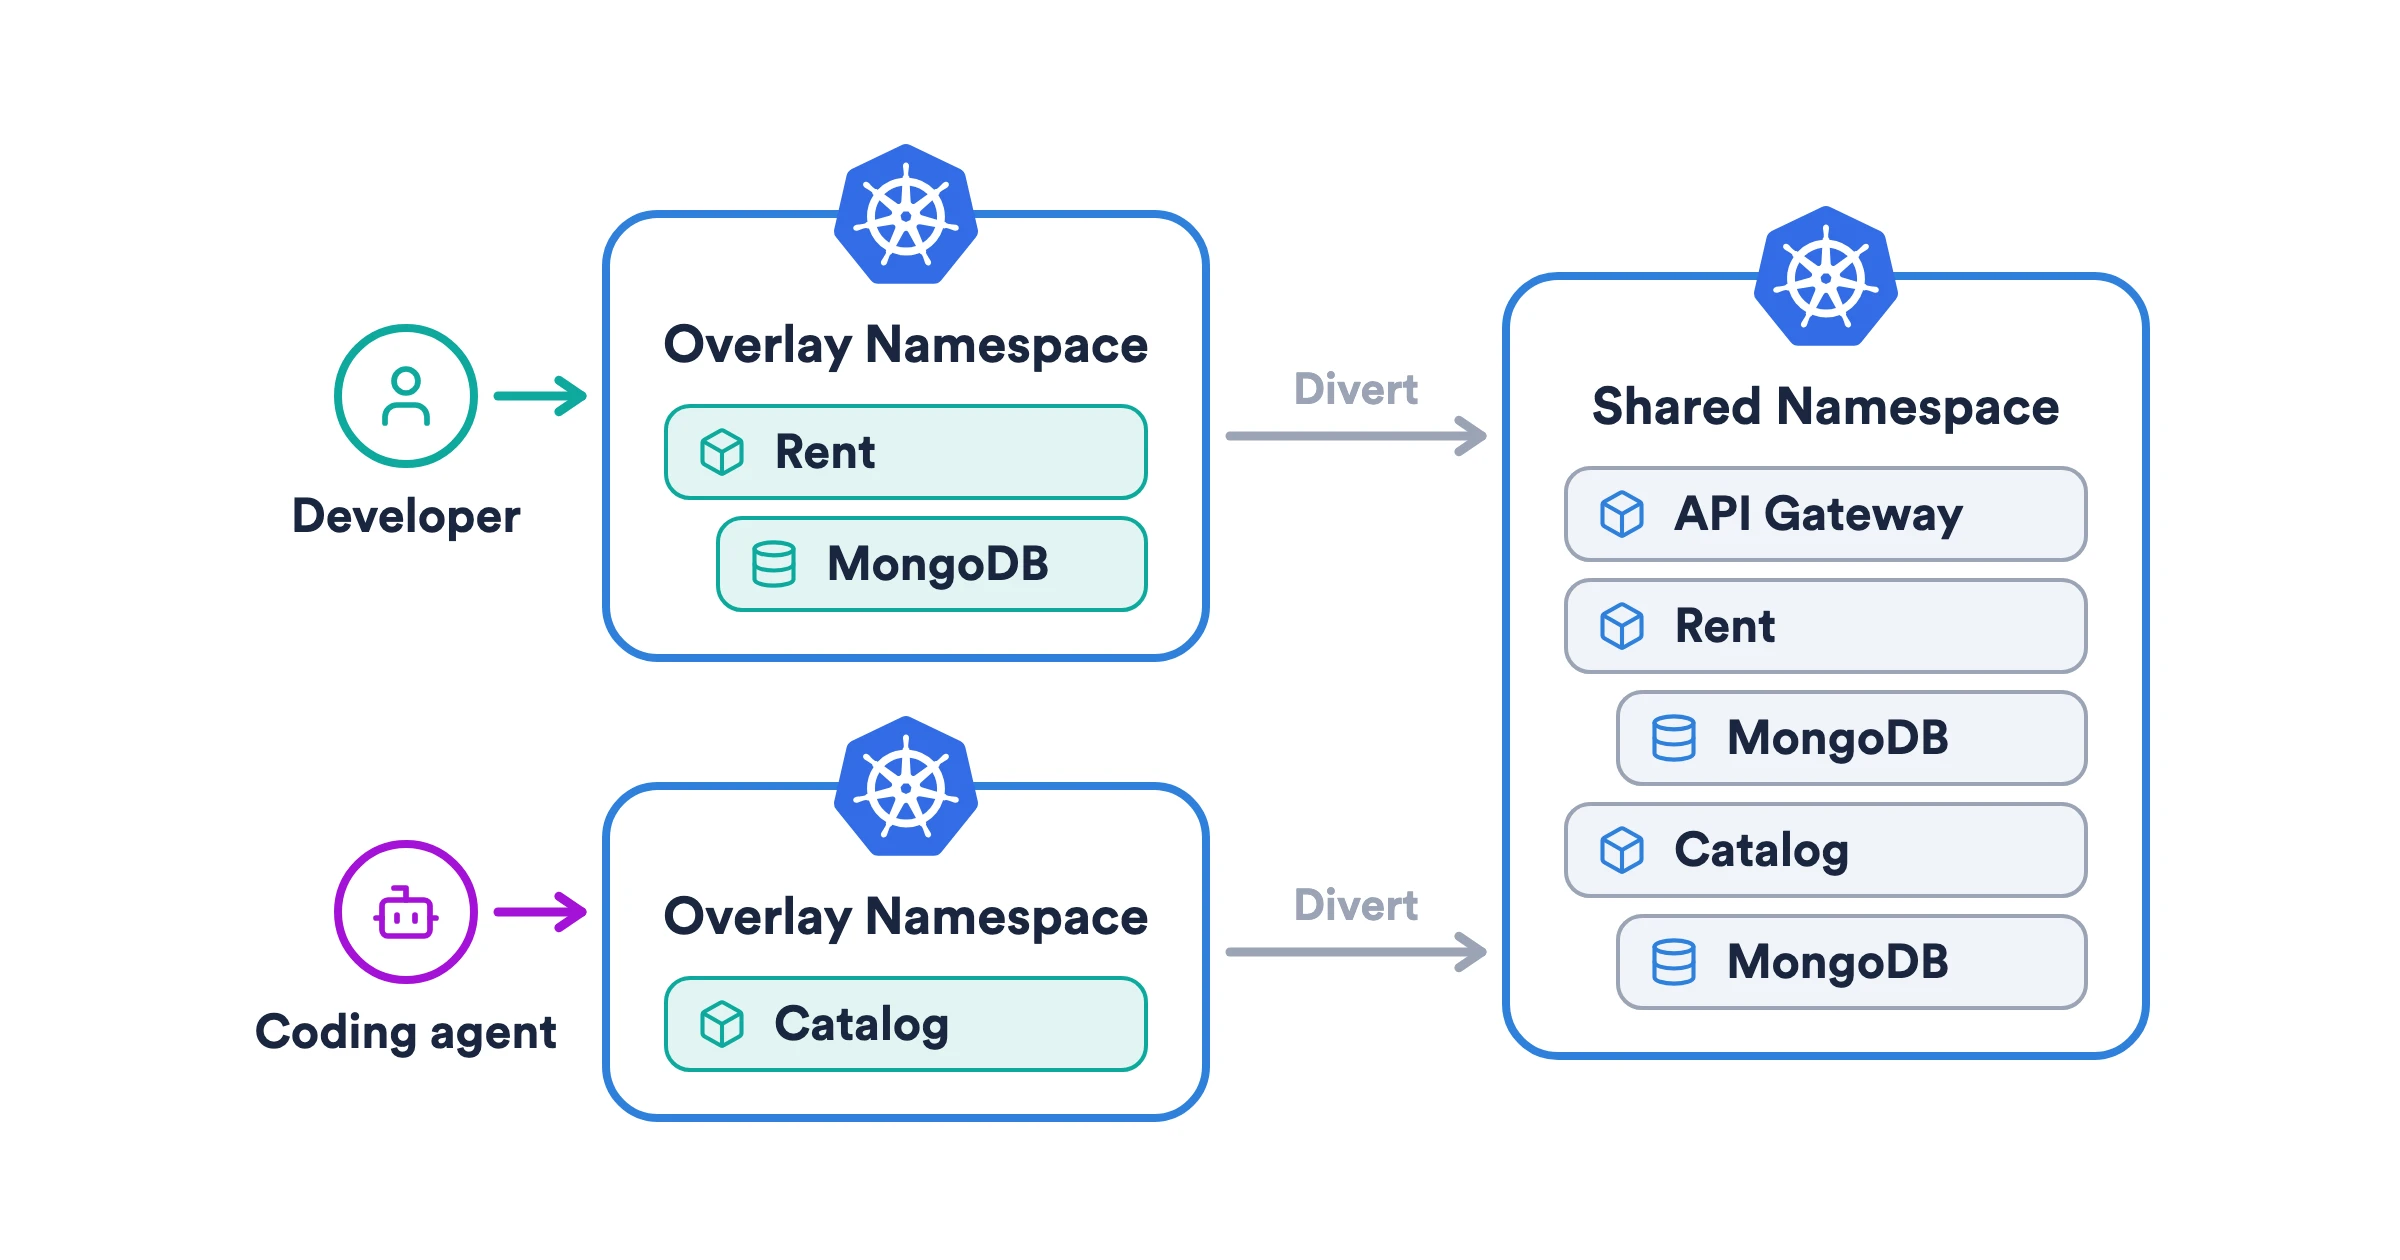 Developer
Overlay Namespace
Rent
MongoDB
Divert
Coding agent
Overlay Namespace
Catalog
Divert
Shared Namespace
API Gateway
Rent
MongoDB
Catalog
MongoDB